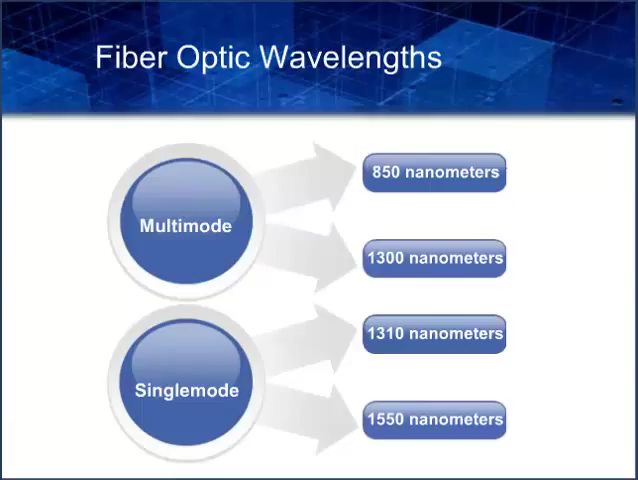 Fiber Optic Wavelengths
Multimode
850 nanometers
1300 nanometers
Singlemode
1310 nanometers
1550 nanometers